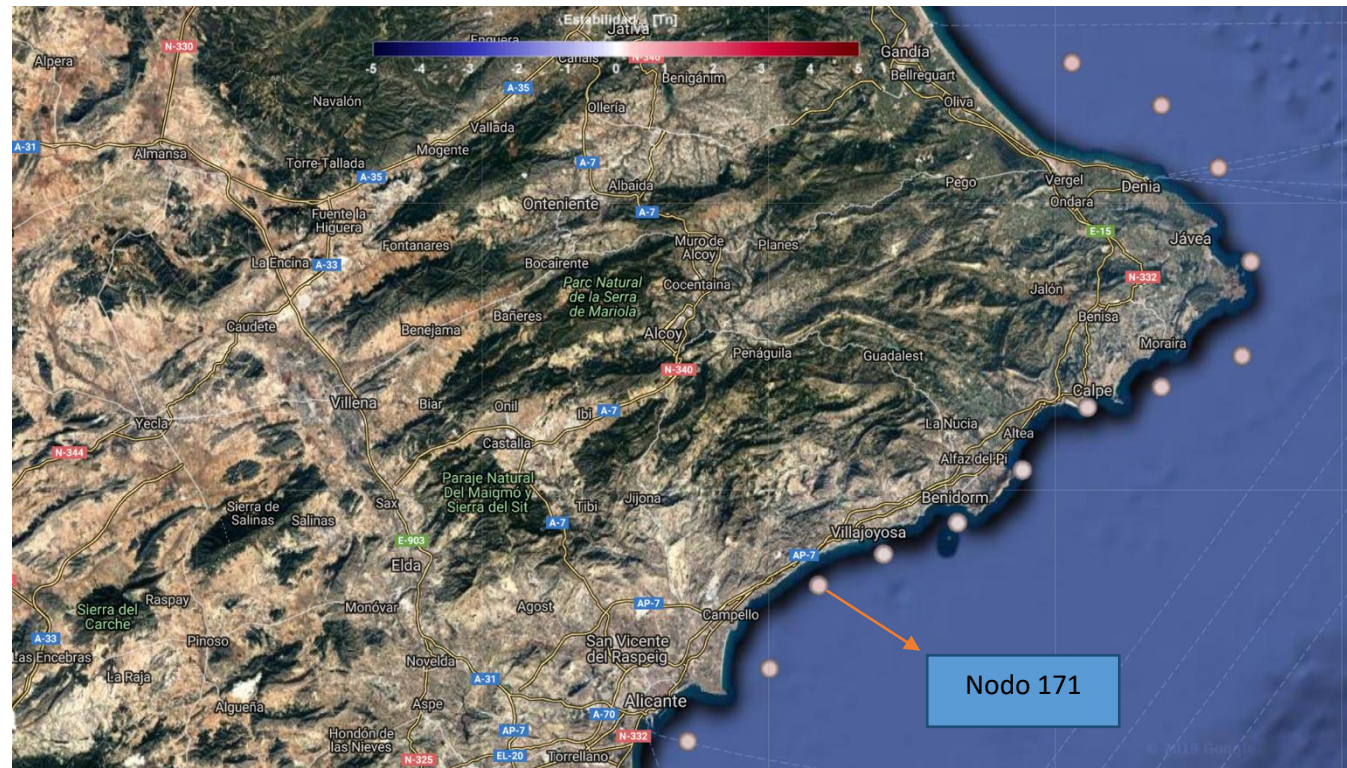 Estabilidad [Tn]
-5 -4 -3 -2 -1 0 1 2 3 4 5
N-330
Enguera
Játiva
Canals
N-340
Gandía
Alpera
Benigánim
Bellreguart
A-35
Navalón
Ollería
Oliva
Vallada
A-31
Almansa
Mogente
Torre-Tallada
A-35
A-7
Albaida
Pego
Vergel
Denia
Onteniente
A-7
Ondara
Fuente la
Higuera
E-15
Fontanares
Muro de
Alcoy
Planes
Jávea
La Encina
A-33
Bocairente
N-332
Parc Natural
de la Serra
de Mariola
Cocentaina
Jalón
Bañeres
Benisa
Caudete
Benejama
Alcoy
Moraira
Penáguila
Guadalest
N-340
Calpe
Villena
Biar
Onil
Ibi
A-7
Yecla
La Nucia
Altea
Castalla
N-344
Alfaz del Pi
Paraje Natural
Del Maigmó y
Sierra del Sit
Sax
Tibi
Jijona
Benidorm
Sierra de
Salinas
Salinas
A-7
Villajoyosa
E-903
AP-7
Elda
Raspay
Monóvar
Agost
AP-7
Campello
Sierra del
Carche
A-33
Pinoso
San Vicente
del Raspeig
Las Encebras
Novelda
La Raja
A-31
Nodo 171
Algueña
Aspe
Alicante
A-70
Hondón de
las Nieves
AP-7
N-332
N-325
EL-20
Torrellano
© 2019 Google